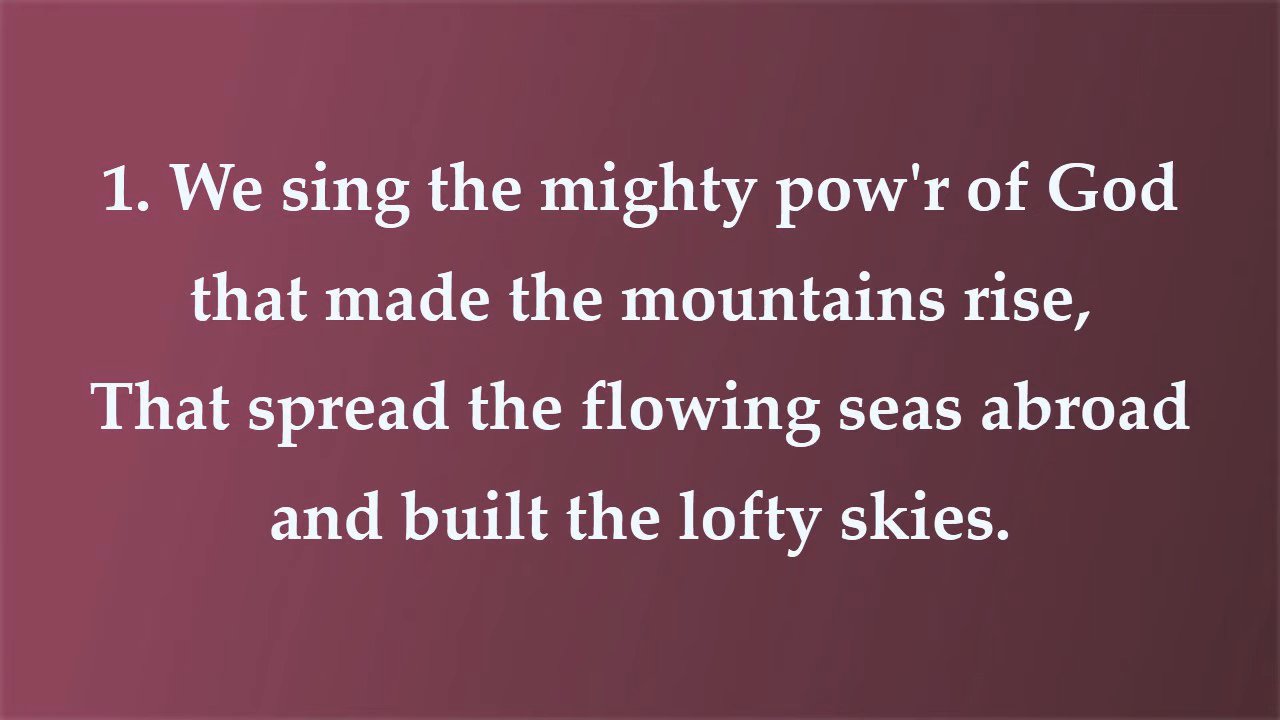 1. We sing the mighty pow'r of God
that made the mountains rise,
That spread the flowing seas abroad
and built the lofty skies.